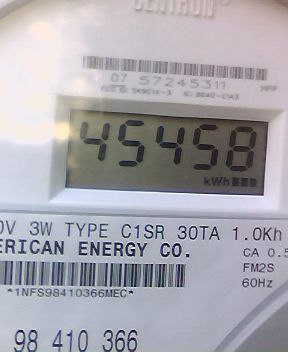 CENTRON
07 57245311
45458
kWh
0V 3W TYPE C1SR 30TA 1.0Kh
ERICAN ENERGY CO.
CA 0.5
FM2S
60Hz
*1NFS98410366MEC*
98 410 366